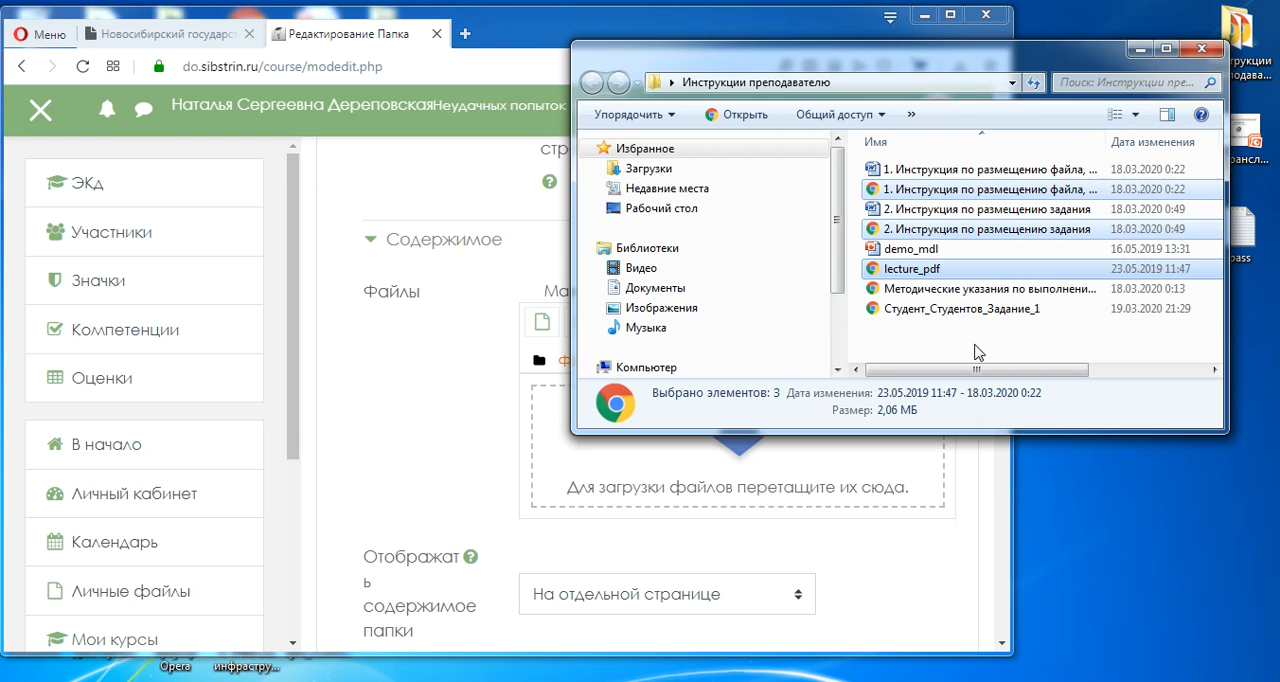 Меню
Новосибирский государст
Редактирование Папка
do.sibstrin.ru/course/modedit.php
Наталья Сергеевна ДереповскаяНеудачных попыток
ЭКд
Участники
Значки
Компетенции
Оценки
В начало
Личный кабинет
Календарь
Личные файлы
Мои курсы
Содержимое
Файлы
Ма
Для загрузки файлов перетащите их сюда.
Отображат
ь
содержимое
папки
На отдельной странице
Инструкции преподавателю
Поиск: Инструкции пре...
Упорядочить
Открыть
Общий доступ
»
Избранное
Загрузки
Недавние места
Рабочий стол
Библиотеки
Видео
Документы
Изображения
Музыка
Компьютер
Имя
Дата изменения
1. Инструкция по размещению файла, ... 18.03.2020 0:22
1. Инструкция по размещению файла, ... 18.03.2020 0:22
2. Инструкция по размещению задания 18.03.2020 0:49
2. Инструкция по размещению задания 18.03.2020 0:49
demo_mdl 16.05.2019 13:31
lecture_pdf 23.05.2019 11:47
Методические указания по выполнени... 18.03.2020 0:13
Студент_Студентов_Задание_1 19.03.2020 21:29
Выбрано элементов: 3 Дата изменения: 23.05.2019 11:47 - 18.03.2020 0:22
Размер: 2,06 МБ
Opera
инфрастру...